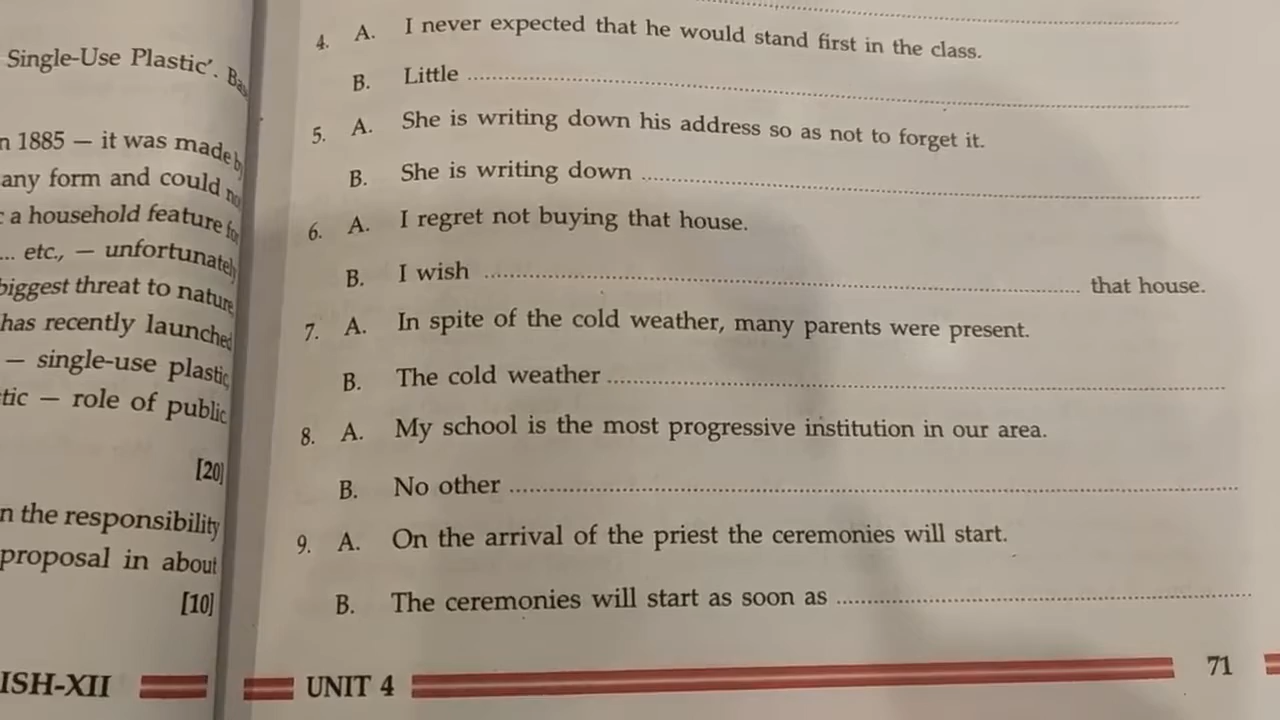 Single-Use Plastic'.
n 1885 — it was made by
any form and could no
a household feature for
... etc., — unfortunately
biggest threat to nature
has recently launched
— single-use plastic
tic — role of public
[20]
n the responsibility
proposal in about
[10]
ISH-XII
4. A. I never expected that he would stand first in the class.
B. Little ...............
5. A. She is writing down his address so as not to forget it.
B. She is writing down ...............
6. A. I regret not buying that house.
B. I wish ............... that house.
7. A. In spite of the cold weather, many parents were present.
B. The cold weather ...............
8. A. My school is the most progressive institution in our area.
B. No other ...............
9. A. On the arrival of the priest the ceremonies will start.
B. The ceremonies will start as soon as ...............
UNIT 4
71